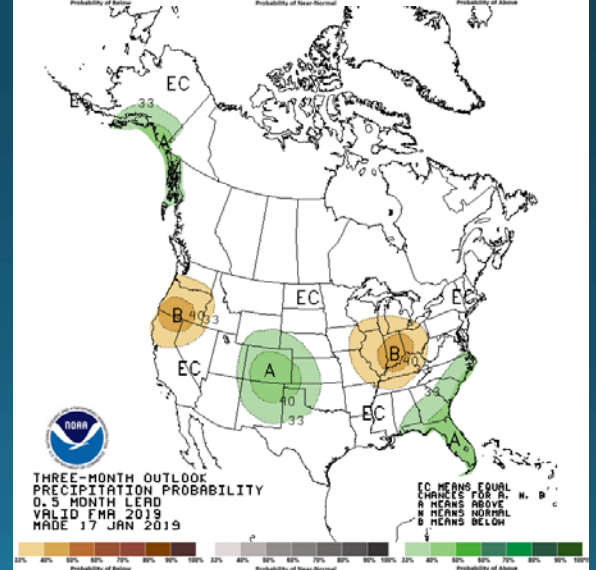 Probability of Below
Probability of Near-Normal
Probability of Above
EC
EC
33
A
EC
EC
B
40
33
EC
A
40
33
B
40
33
EC
33
A
NOAA
THREE-MONTH OUTLOOK
PRECIPITATION PROBABILITY
0.5 MONTH LEAD
VALID FMA 2019
MADE 17 JAN 2019
EC MEANS EQUAL
CHANCES FOR A, N, B
A MEANS ABOVE
N MEANS NORMAL
B MEANS BELOW
33% 40% 50% 60% 70% 80% 90% 100%
33% 40% 50% 60% 70% 80% 90% 100%
33% 40% 50% 60% 70% 80% 90% 100%
Probability of Below
Probability of Near-Normal
Probability of Above